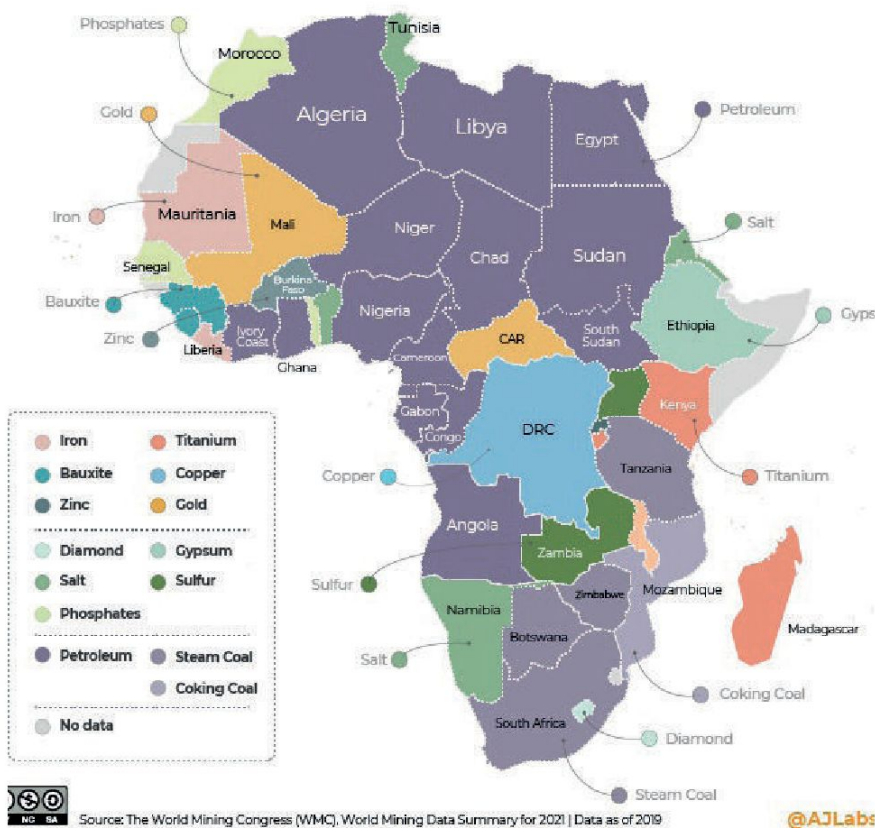 Phosphates
Morocco
Tunisia
Gold
Algeria
Libya
Egypt
Petroleum
Iron
Mauritania
Mali
Niger
Chad
Sudan
Salt
Senegal
Burkina
Faso
Bauxite
Nigeria
Ethiopia
Gyps
Zinc
Ivory
Coast
Liberia
Ghana
Cameroon
CAR
South
Sudan
Gabon
Congo
DRC
Kenya
Iron
Titanium
Bauxite
Copper
Zinc
Gold
Diamond
Gypsum
Salt
Sulfur
Phosphates
Petroleum
Steam Coal
Coking Coal
No data
Copper
Tanzania
Titanium
Angola
Zambia
Sulfur
Mozambique
Zimbabwe
Namibia
Botswana
Madagascar
Salt
Coking Coal
South Africa
Diamond
Steam Coal
NC SA
Source: The World Mining Congress (WMC), World Mining Data Summary for 2021 | Data as of 2019
@AJLabs